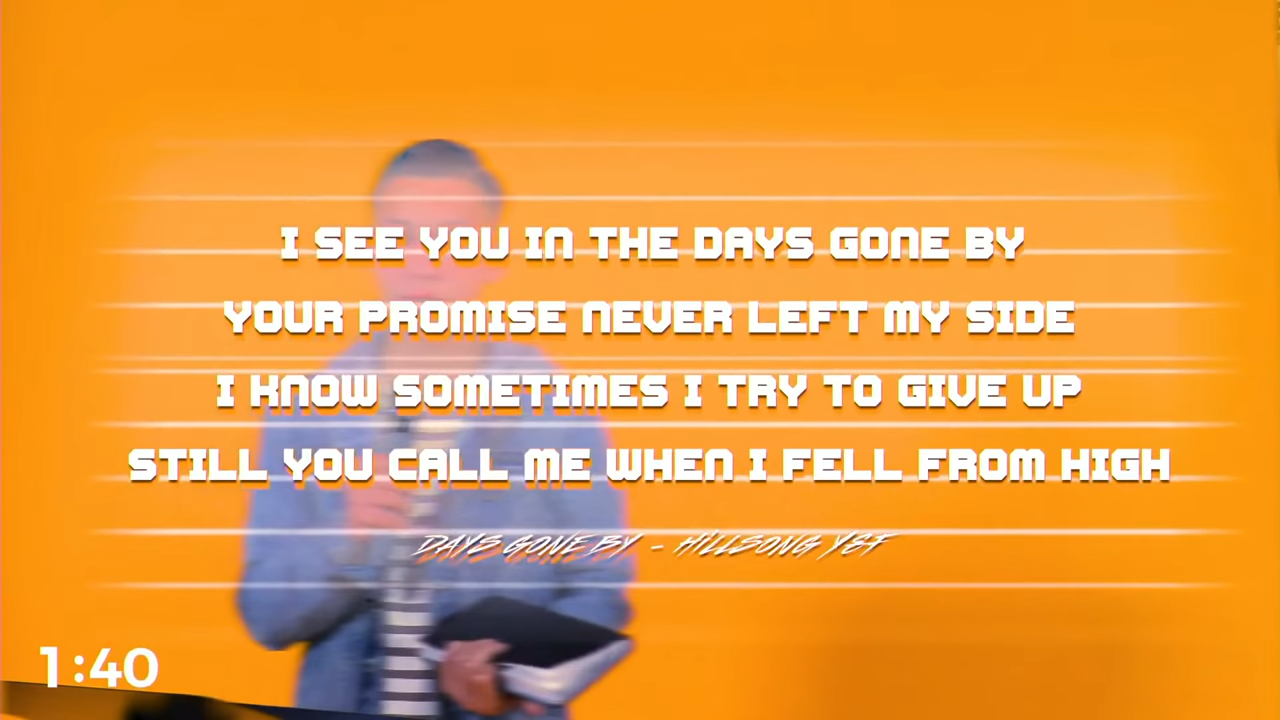 I SEE YOU IN THE DAYS GONE BY
YOUR PROMISE NEVER LEFT MY SIDE
I KNOW SOMETIMES I TRY TO GIVE UP
STILL YOU CALL ME WHEN I FELL FROM HIGH
DAYS GONE BY - HILLSONG Y&F
1:40